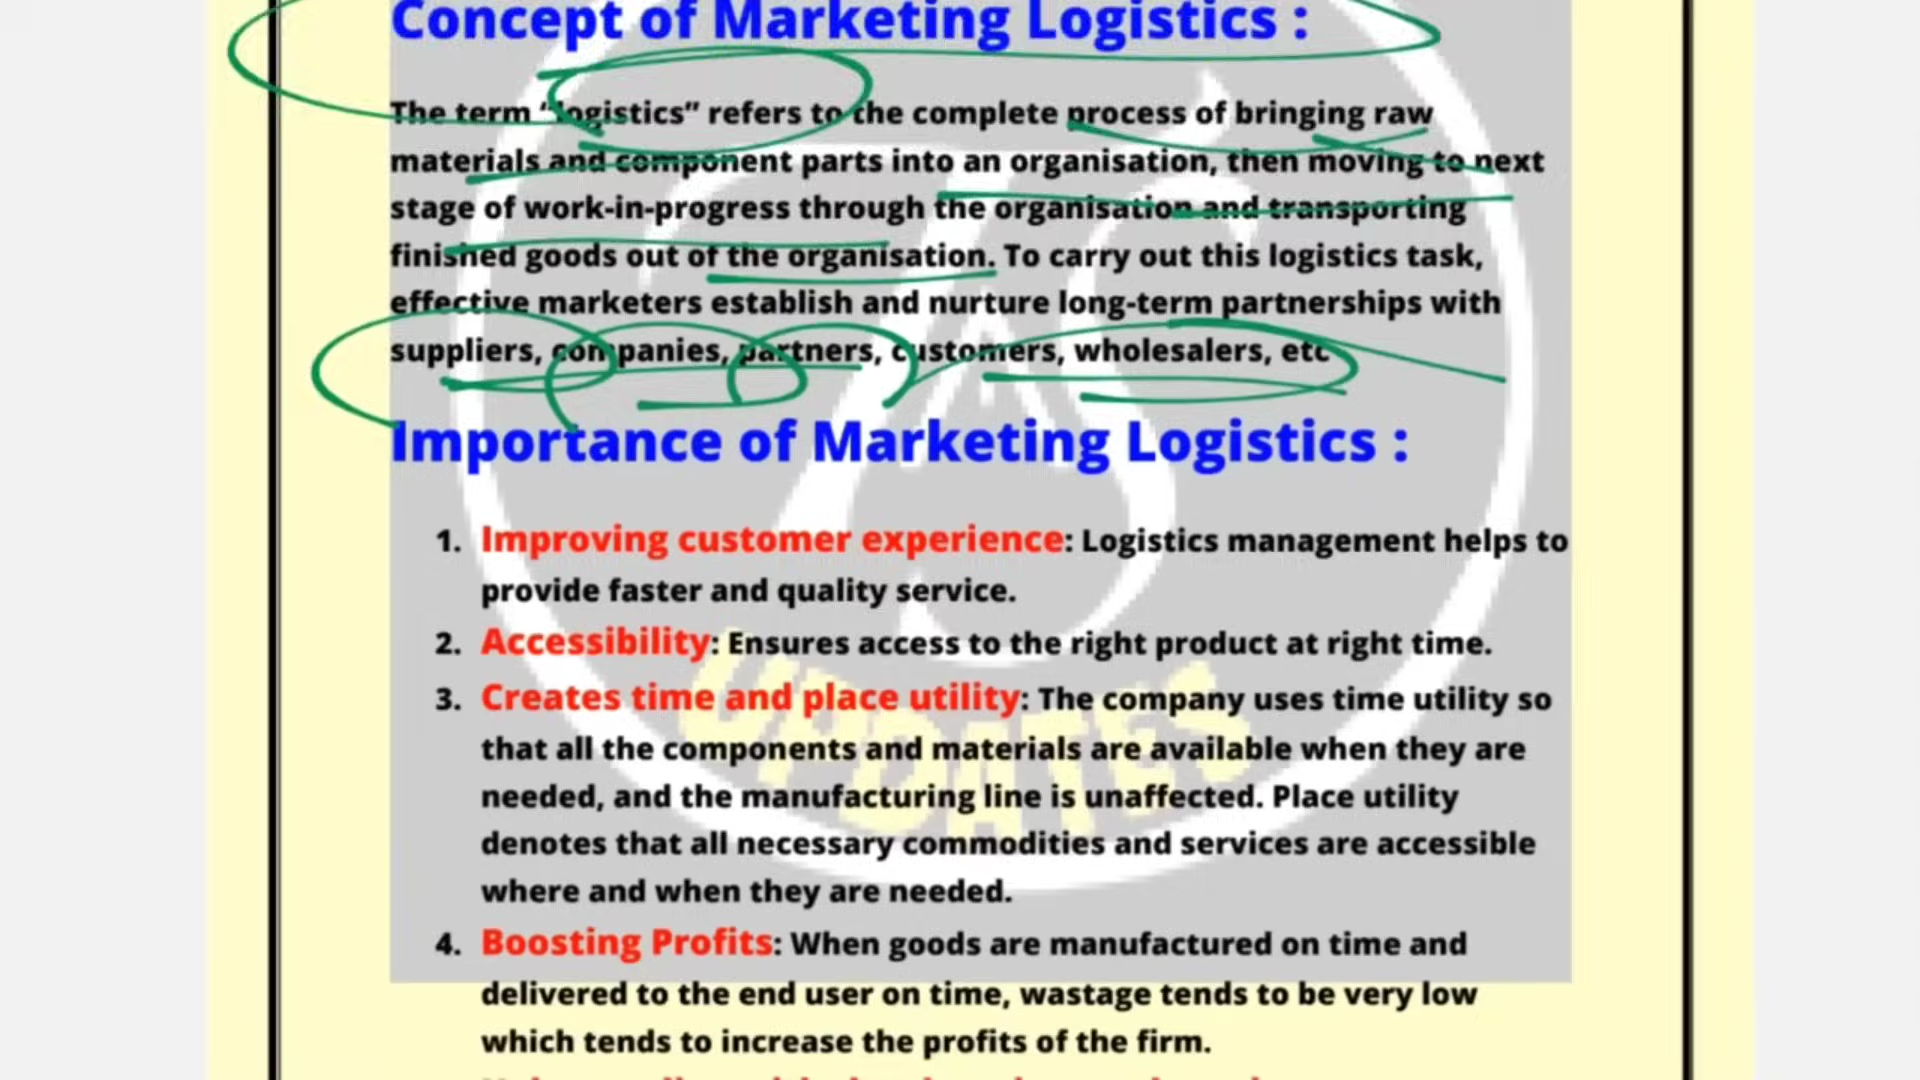 Concept of Marketing Logistics :
The term “logistics” refers to the complete process of bringing raw
materials and component parts into an organisation, then moving to next
stage of work-in-progress through the organisation and transporting
finished goods out of the organisation. To carry out this logistics task,
effective marketers establish and nurture long-term partnerships with
suppliers, companies, partners, customers, wholesalers, etc
Importance of Marketing Logistics :
1. Improving customer experience: Logistics management helps to
provide faster and quality service.
2. Accessibility: Ensures access to the right product at right time.
3. Creates time and place utility: The company uses time utility so
that all the components and materials are available when they are
needed, and the manufacturing line is unaffected. Place utility
denotes that all necessary commodities and services are accessible
where and when they are needed.
4. Boosting Profits: When goods are manufactured on time and
delivered to the end user on time, wastage tends to be very low
which tends to increase the profits of the firm.
UPDATES